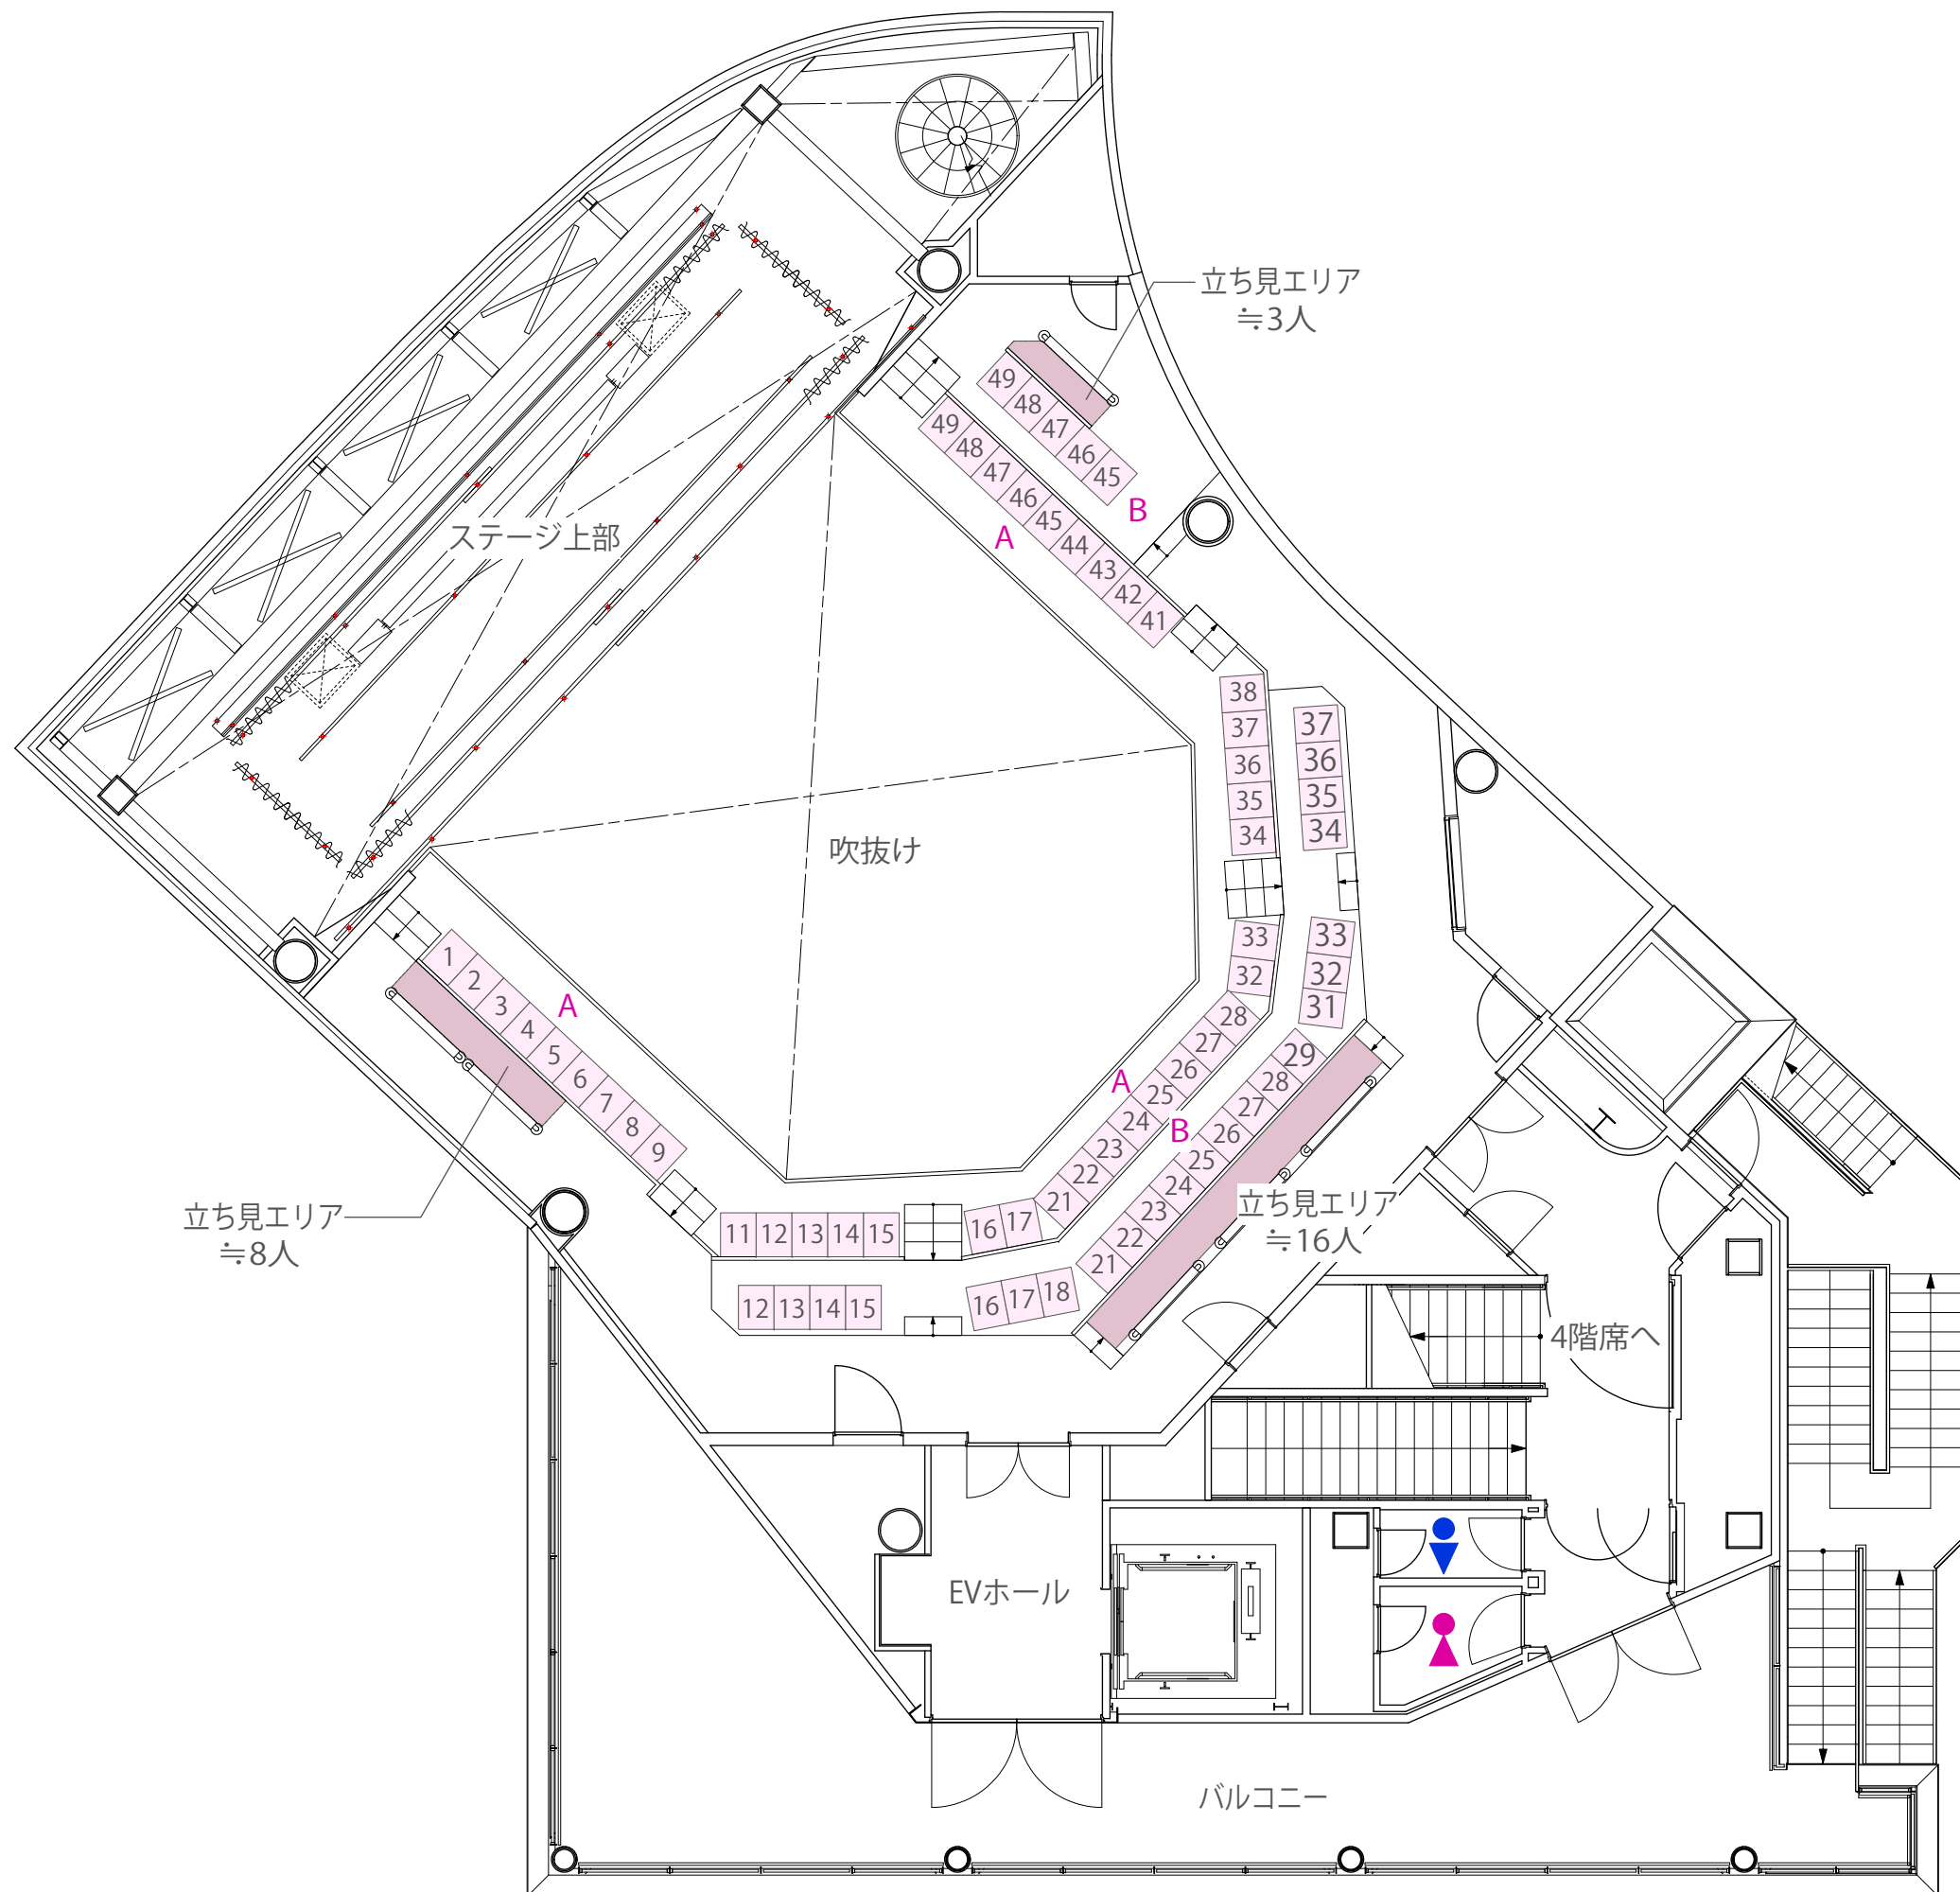 立ち見エリア
≒3人
49
48
47
46
45
B
49
48
47
46
45
44
43
42
41
A
ステージ上部
38
37
36
35
34
37
36
35
34
吹抜け
33
32
33
32
31
1
2
3
4
5
6
7
8
9
A
28
27
26
25
24
23
22
21
A
29
28
27
26
25
24
23
22
21
B
立ち見エリア
≒8人
立ち見エリア
≒16人
11 12 13 14 15
16 17
12 13 14 15
16 17 18
4階席へ
EVホール
バルコニー